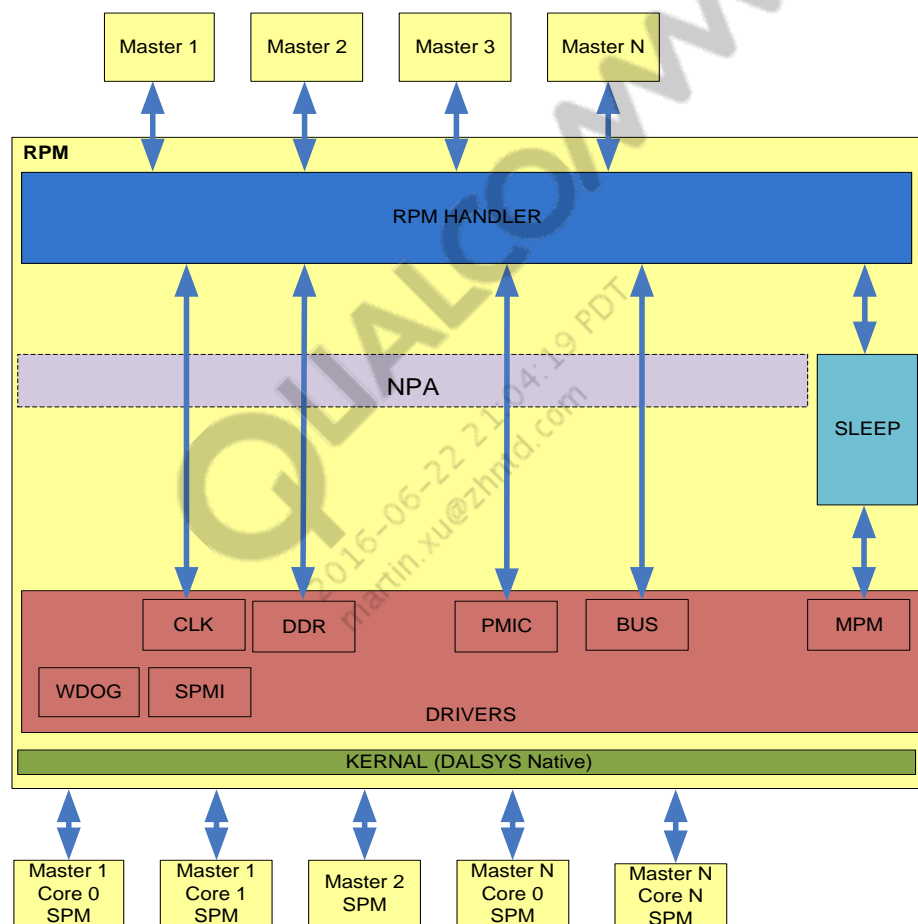 Master 1
Master 2
Master 3
Master N
RPM
RPM HANDLER
NPA
SLEEP
CLK
DDR
PMIC
BUS
MPM
WDOG
SPMI
DRIVERS
KERNAL (DALSYS Native)
Master 1
Core 0
SPM
Master 1
Core 1
SPM
Master 2
SPM
Master N
Core 0
SPM
Master N
Core N
SPM
QUALCOMM
2016-06-22 21:04:19 PDT
martin.xu@zhntd.com